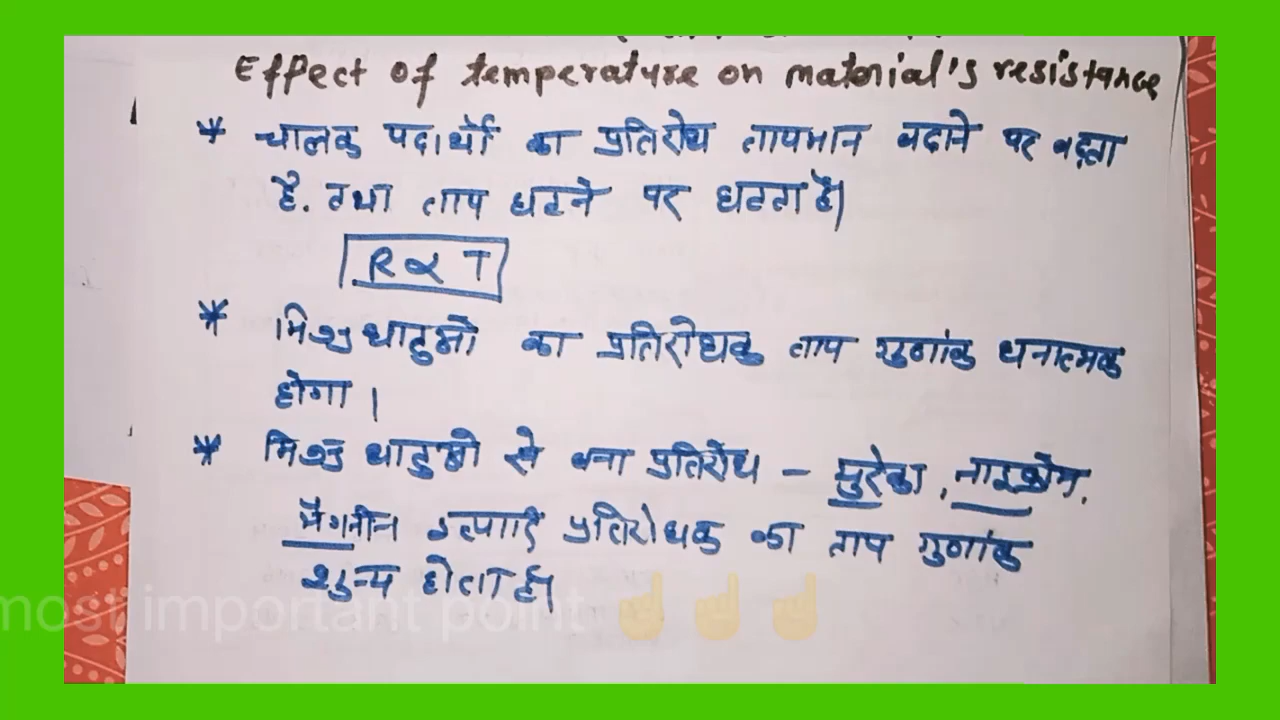 Effect of temperature on material's resistance
* चालक पदार्थो का प्रतिरोध तापमान बढाने पर बढ़ता
है. तथा ताप घटने पर घटता है।
R α T
* मिश्र धातुओ का प्रतिरोधक ताप गुणांक धनात्मक
होगा।
* मिश्र धातुओ से बना प्रतिरोध – युरेका, नाइक्रोम,
मैगनीन इत्यादि प्रतिरोधक का ताप गुणांक
शुन्य होता है।
most important point ☝☝☝